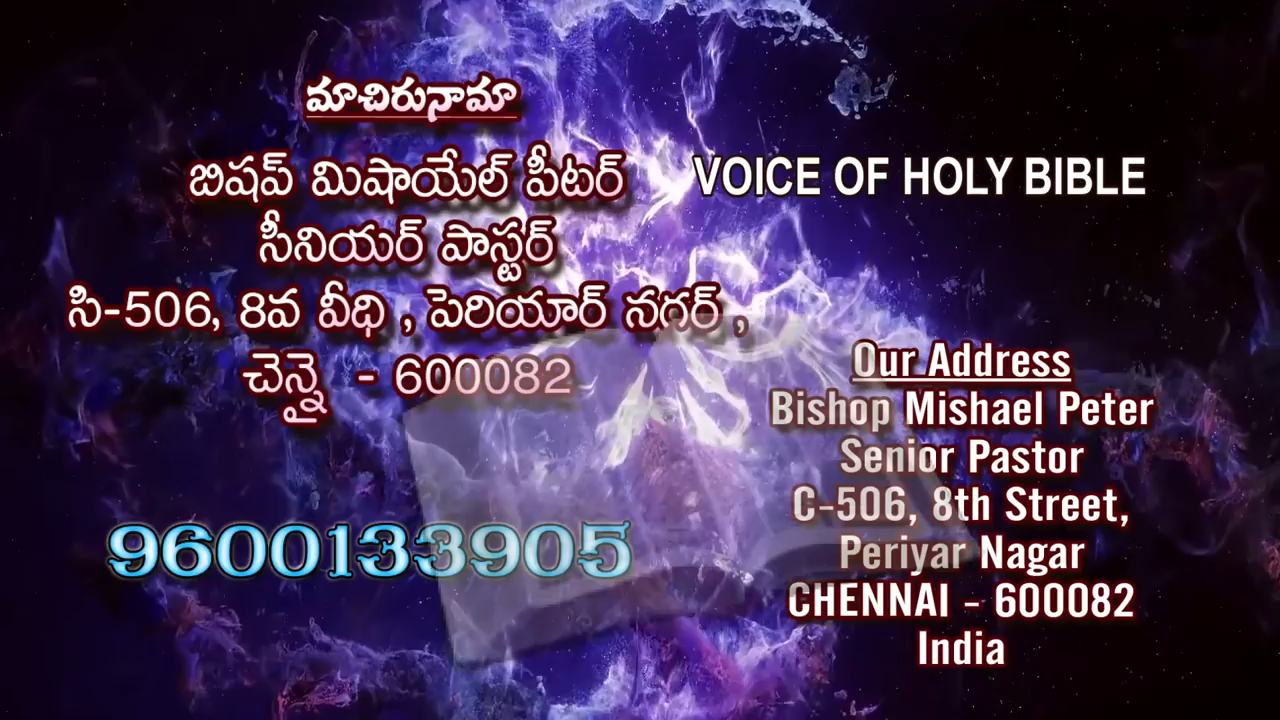 మాచిరునామా
బిషప్ మిషాయేల్ పీటర్
సీనియర్ పాస్టర్
సి-506, 8వ వీధి , పెరియార్ నగర్ ,
చెన్నై - 600082
9600133905
VOICE OF HOLY BIBLE
Our Address
Bishop Mishael Peter
Senior Pastor
C-506, 8th Street,
Periyar Nagar
CHENNAI - 600082
India